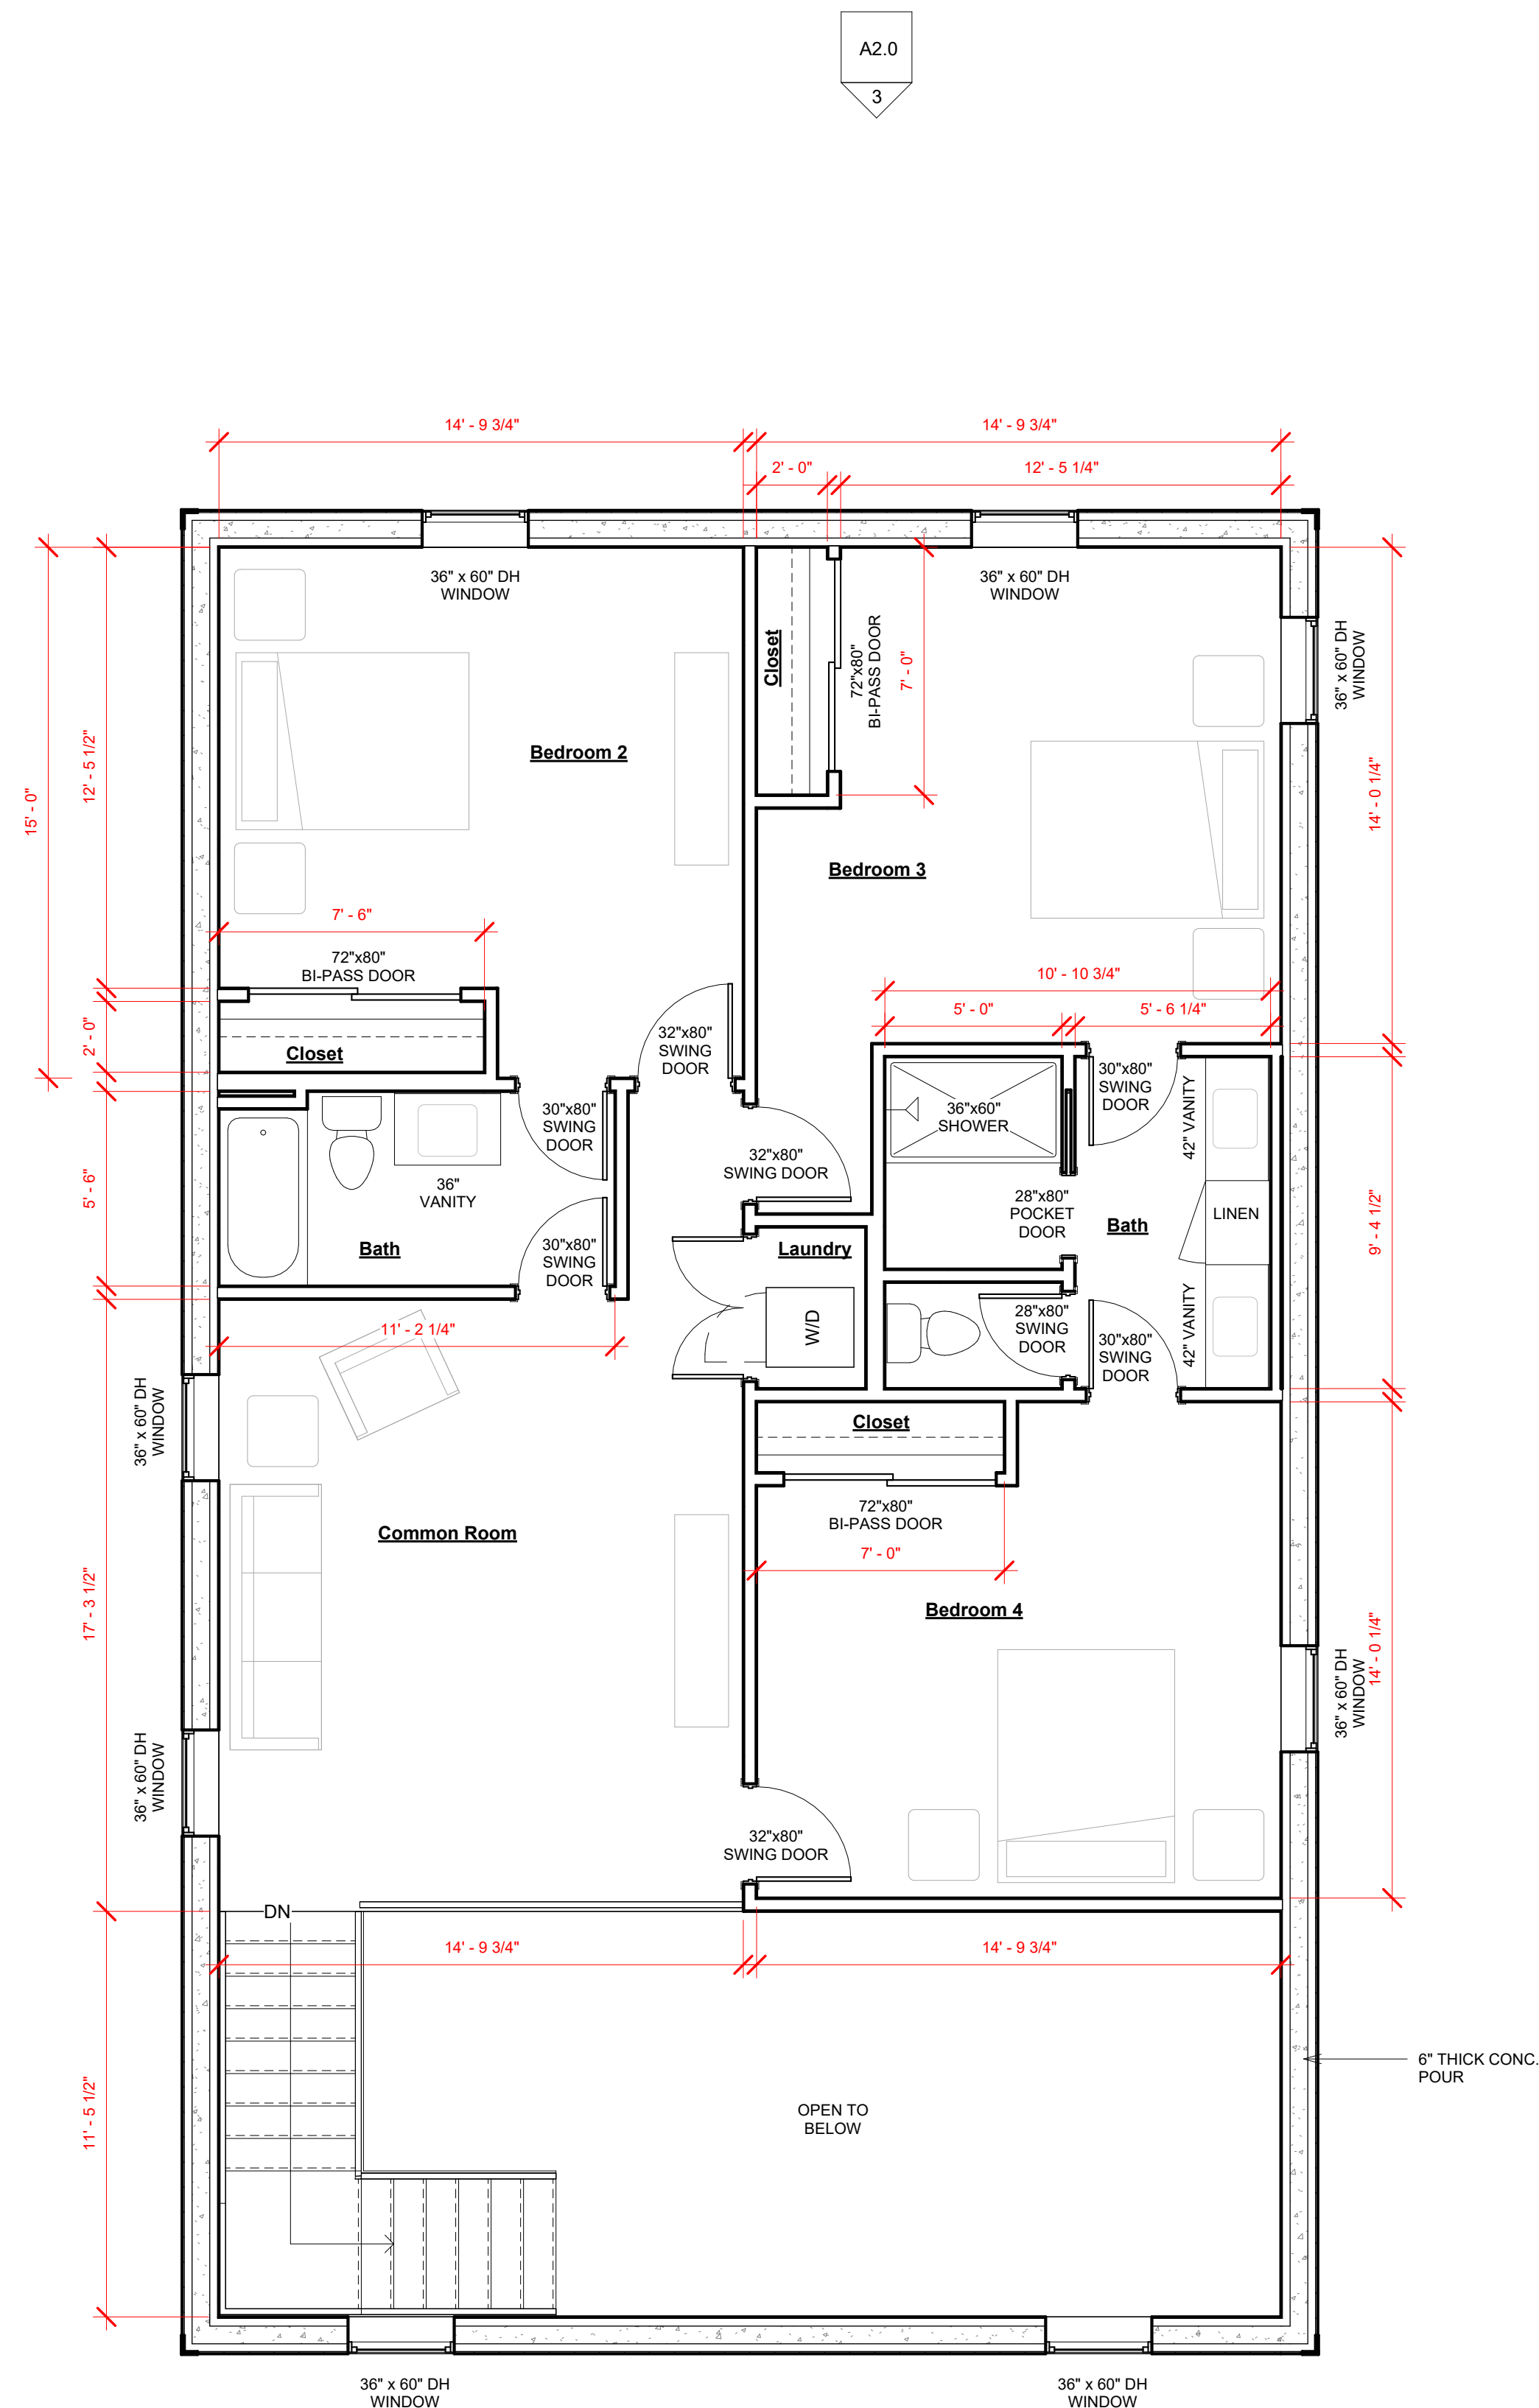 A2.0
3
14' - 9 3/4"
14' - 9 3/4"
2' - 0"
12' - 5 1/4"
36" x 60" DH
WINDOW
36" x 60" DH
WINDOW
Closet
72"x80"
BI-PASS DOOR
7' - 0"
36" x 60" DH
WINDOW
15' - 0"
12' - 5 1/2"
Bedroom 2
14' - 0 1/4"
Bedroom 3
7' - 6"
72"x80"
BI-PASS DOOR
10' - 10 3/4"
5' - 0"
5' - 6 1/4"
2' - 0"
Closet
32"x80"
SWING
DOOR
30"x80"
SWING
DOOR
30"x80"
SWING
DOOR
36"x60"
SHOWER
42" VANITY
5' - 6"
36"
VANITY
32"x80"
SWING DOOR
28"x80"
POCKET
DOOR
Bath
LINEN
9' - 4 1/2"
Bath
30"x80"
SWING
DOOR
Laundry
W/D
28"x80"
SWING
DOOR
30"x80"
SWING
DOOR
42" VANITY
11' - 2 1/4"
36" x 60" DH
WINDOW
Closet
72"x80"
BI-PASS DOOR
7' - 0"
Common Room
17' - 3 1/2"
Bedroom 4
14' - 0 1/4"
36" x 60" DH
WINDOW
36" x 60" DH
WINDOW
32"x80"
SWING DOOR
DN
14' - 9 3/4"
14' - 9 3/4"
6" THICK CONC.
POUR
11' - 5 1/2"
OPEN TO
BELOW
36" x 60" DH
WINDOW
36" x 60" DH
WINDOW